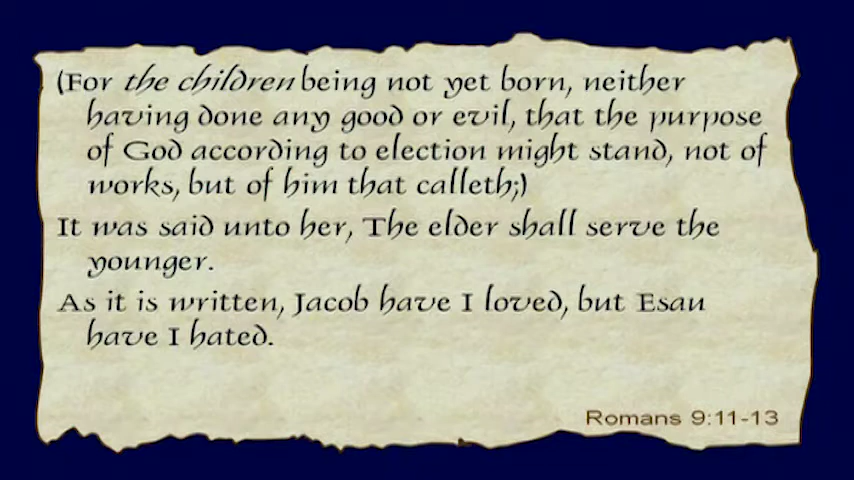 (For the children being not yet born, neither
having done any good or evil, that the purpose
of God according to election might stand, not of
works, but of him that calleth;)
It was said unto her, The elder shall serve the
younger.
As it is written, Jacob have I loved, but Esau
have I hated.
Romans 9:11-13